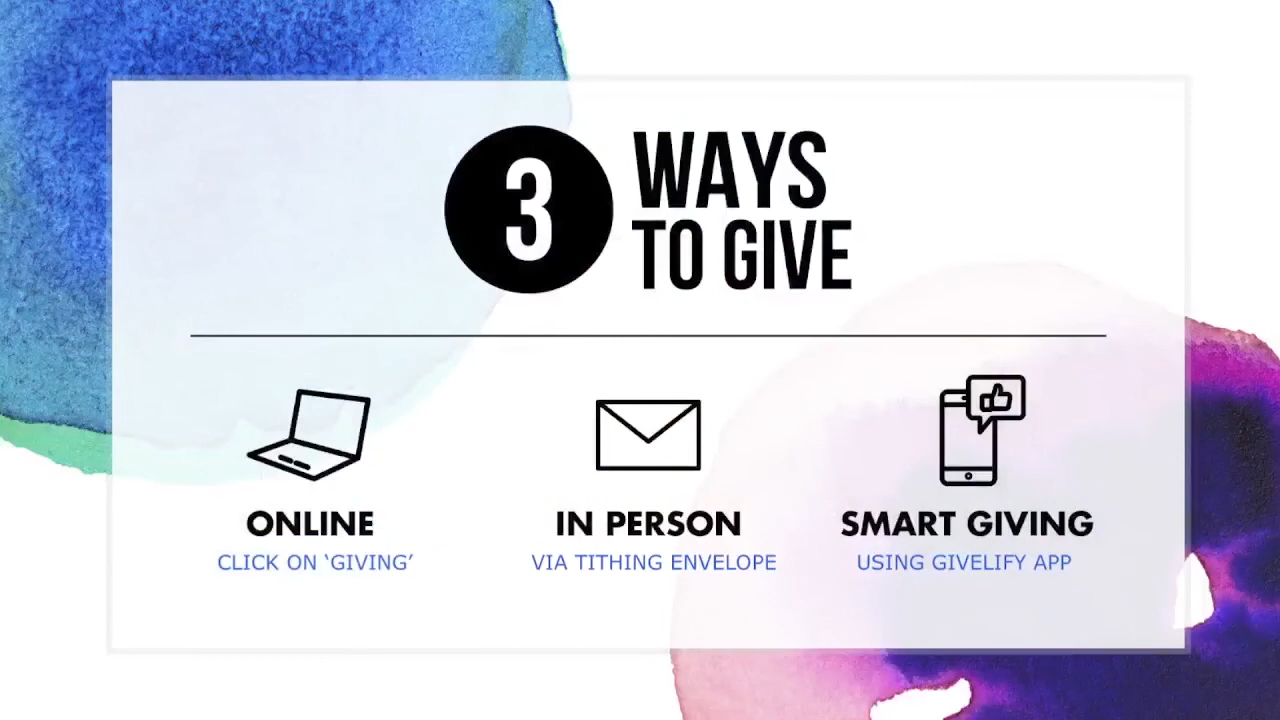 3
WAYS
TO GIVE
ONLINE
CLICK ON ‘GIVING’
IN PERSON
VIA TITHING ENVELOPE
SMART GIVING
USING GIVELIFY APP